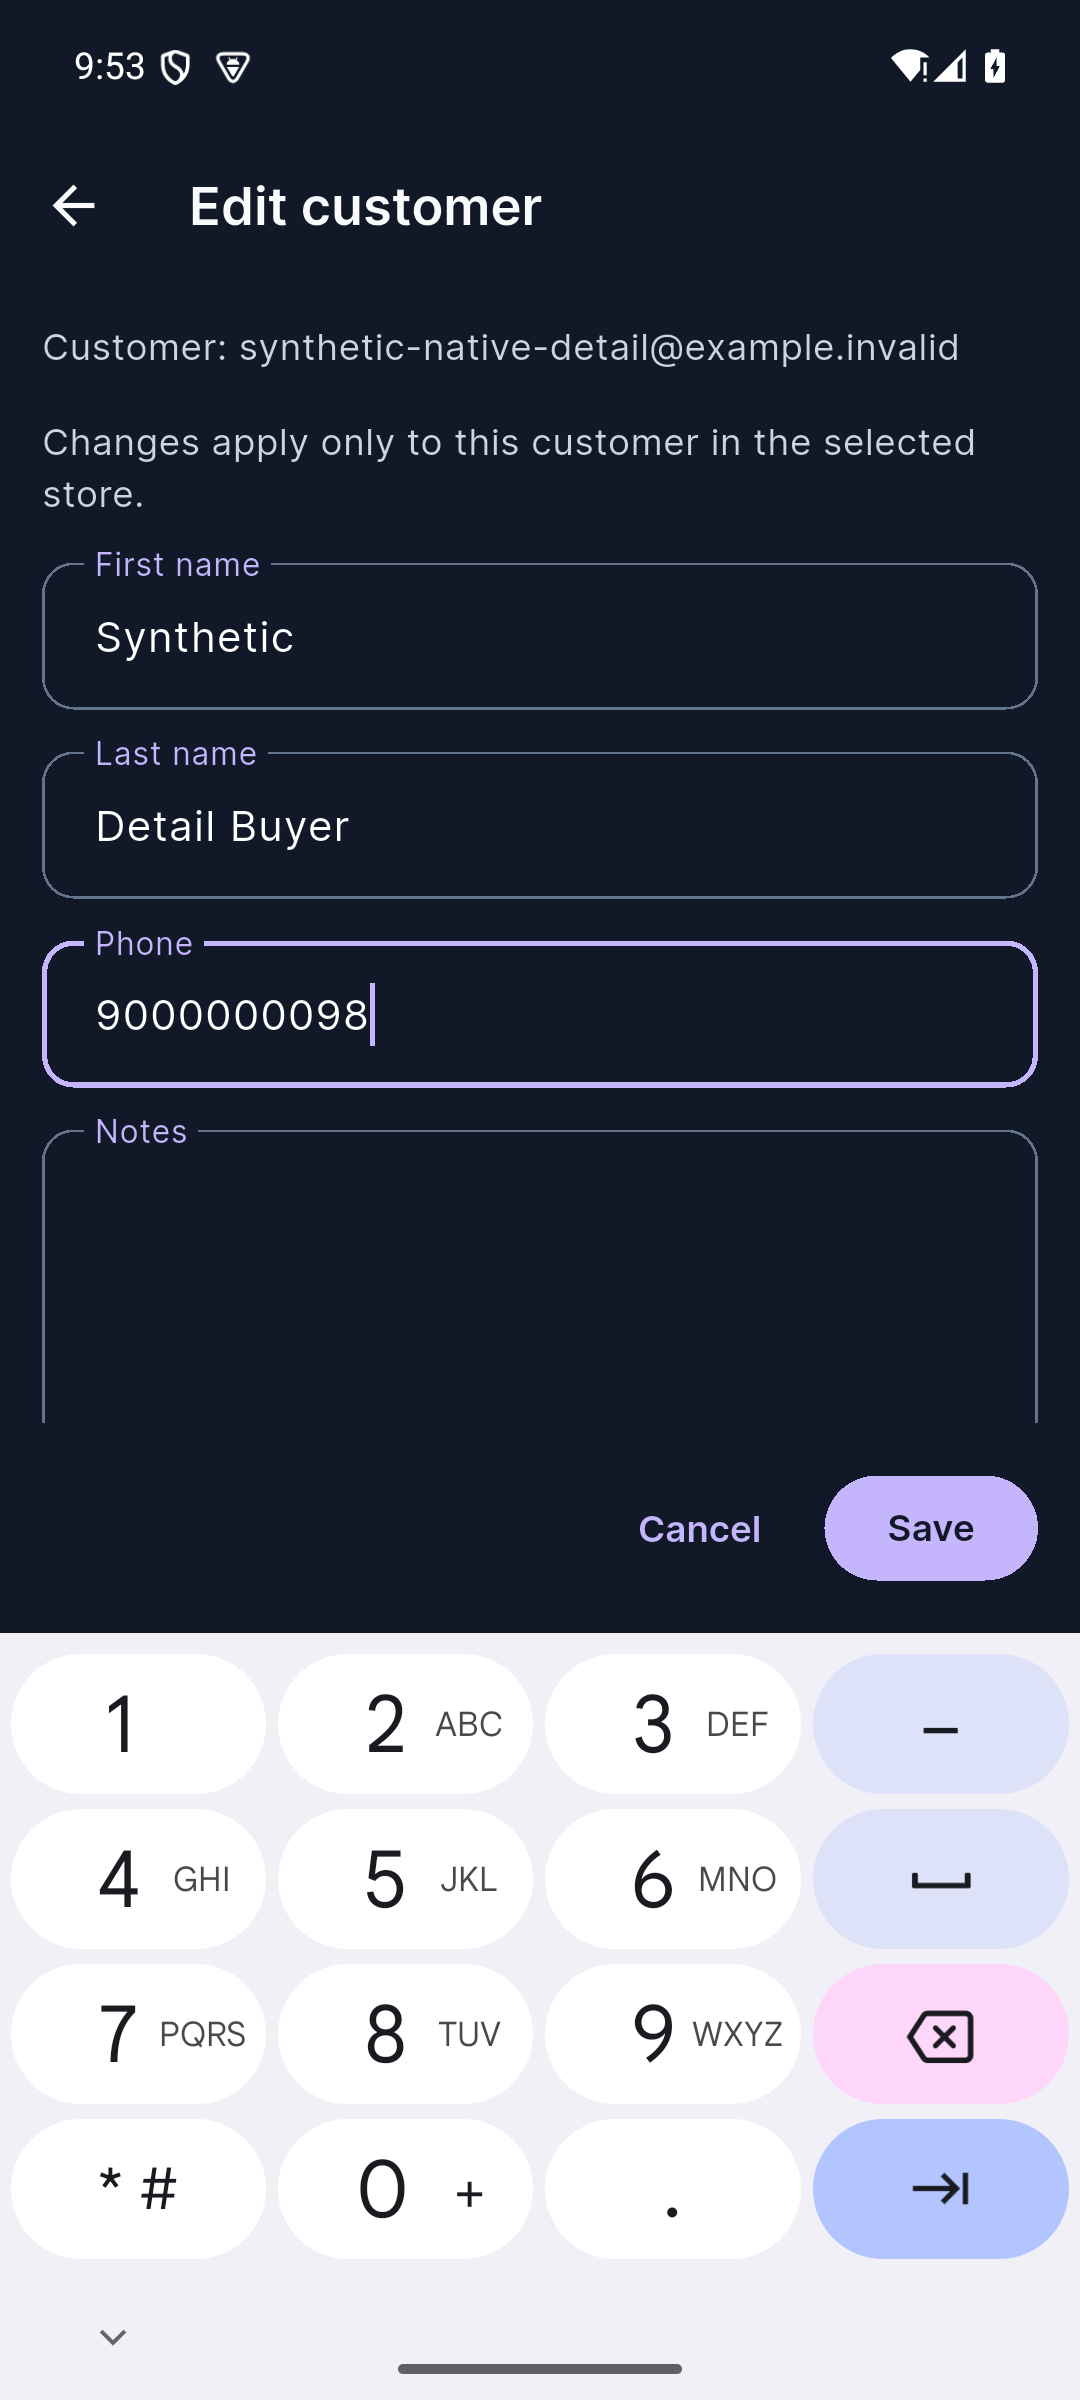 9:53
Edit customer
Customer: synthetic-native-detail@example.invalid
Changes apply only to this customer in the selected
store.
First name
Synthetic
Last name
Detail Buyer
Phone
9000000098
Notes
Cancel
Save
1
2 ABC
3 DEF
–
4 GHI
5 JKL
6 MNO
7 PQRS
8 TUV
9 WXYZ
* #
0 +
.